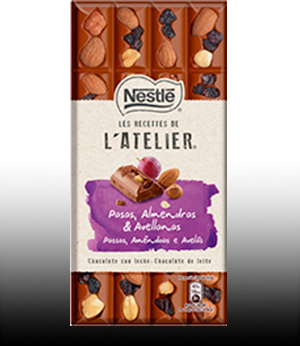 Nestlé
LES RECETTES DE
L'ATELIER
Pasas, Almendras
& Avellanas
Passas, Amêndoas e Avelãs
Chocolate con leche - Chocolate de leite